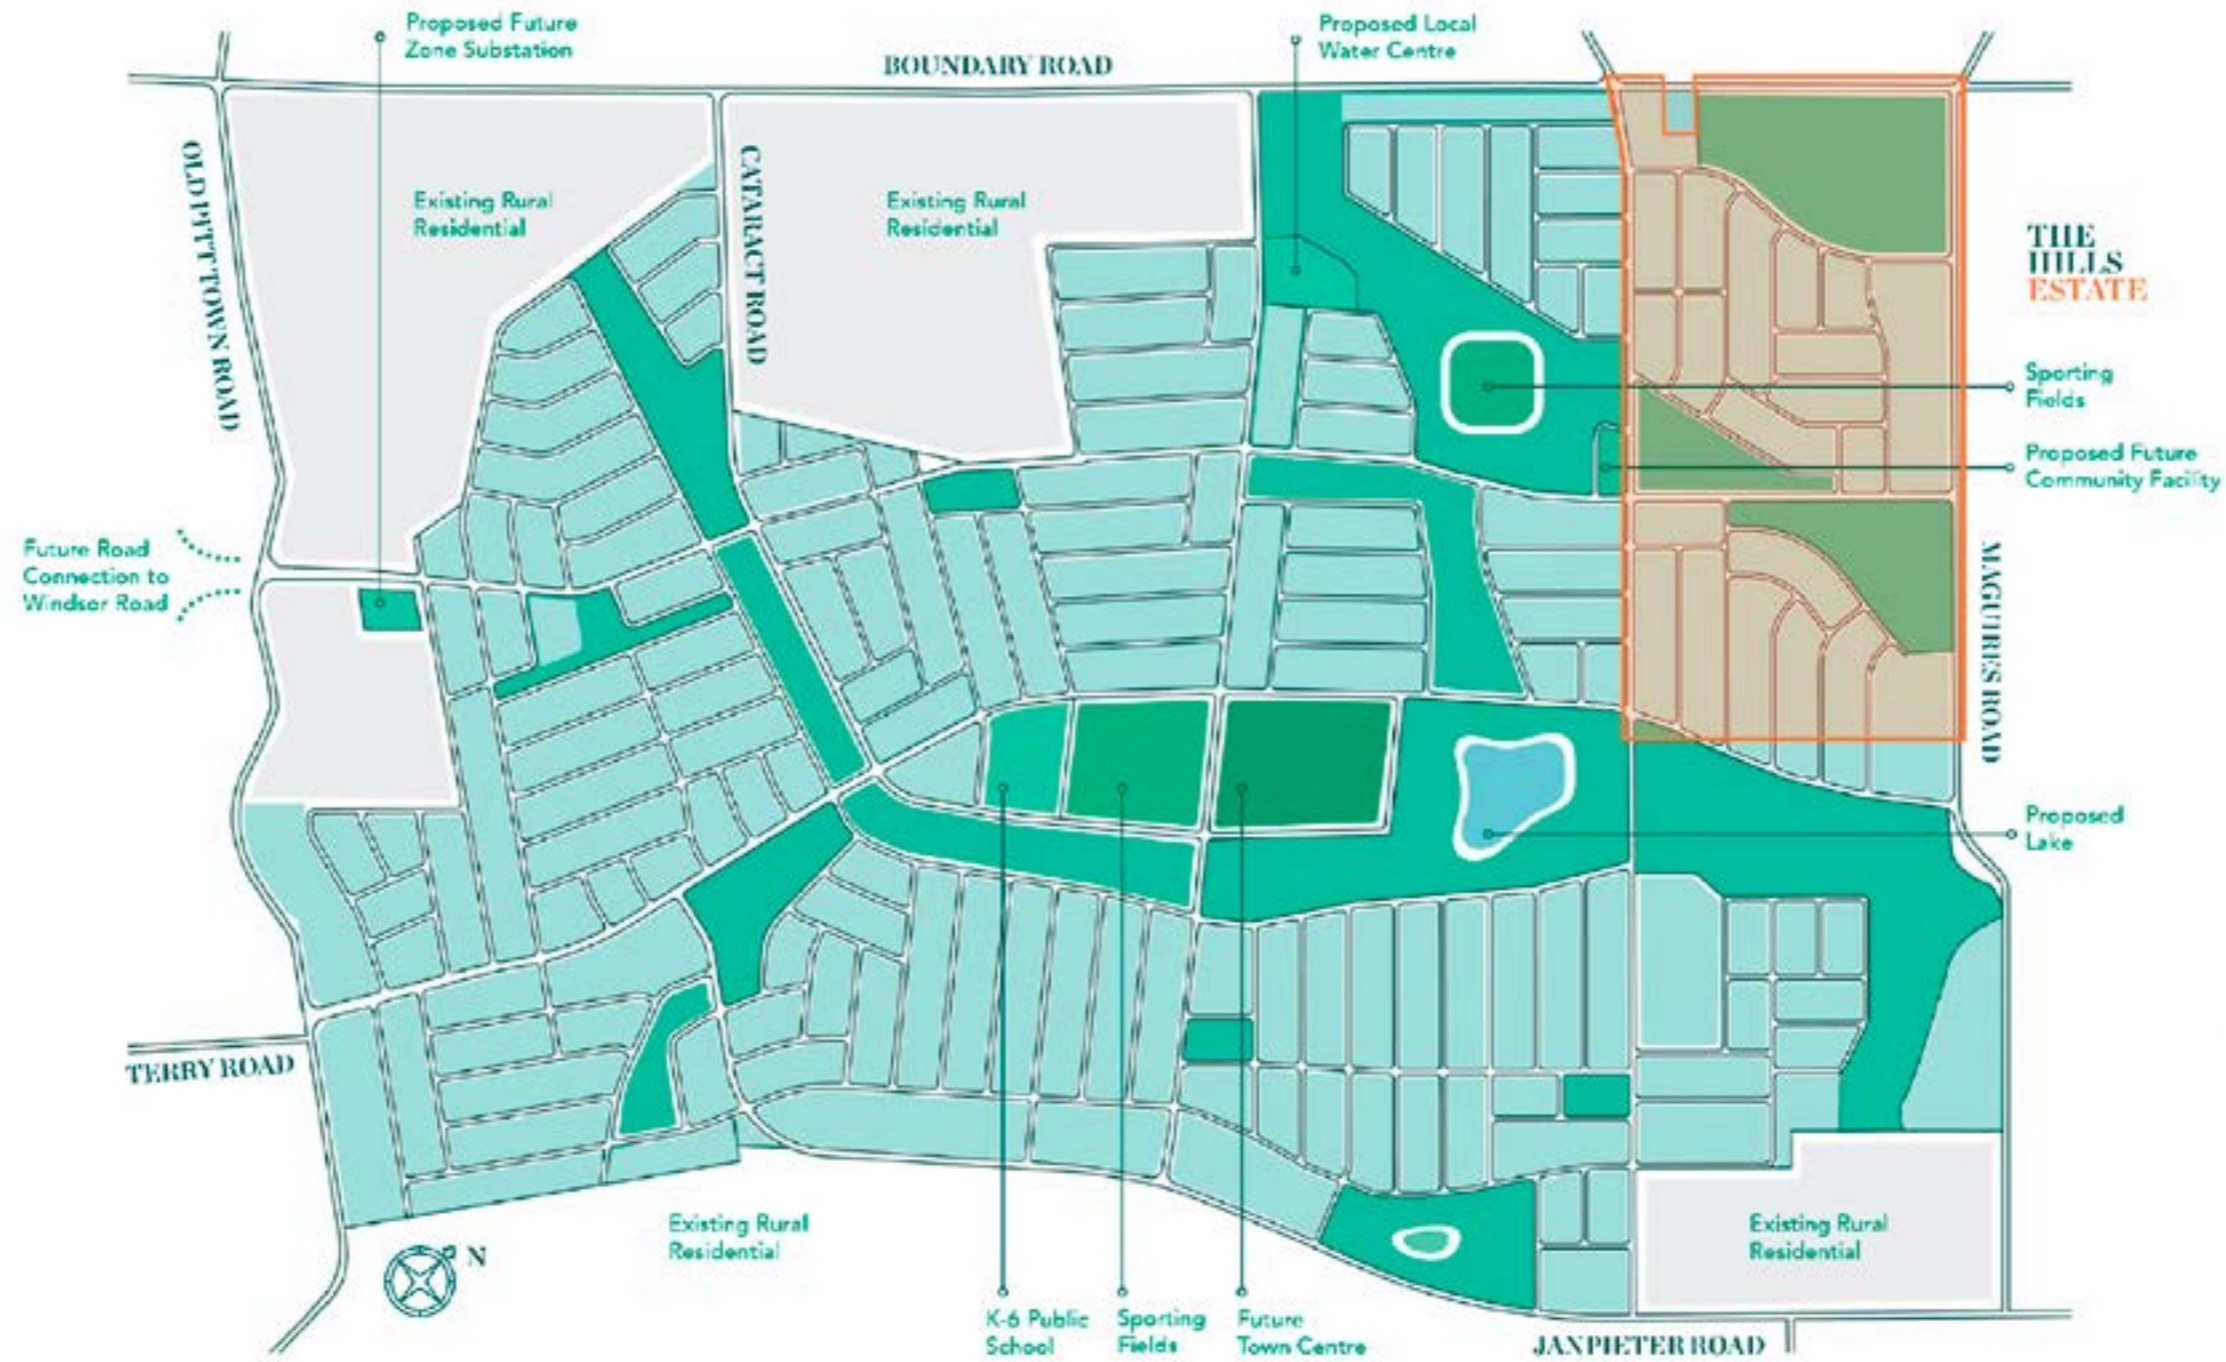 Proposed Future
Zone Substation
BOUNDARY ROAD
Proposed Local
Water Centre
OLD PITT TOWN ROAD
Existing Rural
Residential
CATARACT ROAD
Existing Rural
Residential
THE
HILLS
ESTATE
Sporting
Fields
Proposed Future
Community Facility
Future Road
Connection to
Windsor Road
MAGUIRES ROAD
Proposed
Lake
TERRY ROAD
Existing Rural
Residential
Existing Rural
Residential
N
K-6 Public
School
Sporting
Fields
Future
Town Centre
JANPIETER ROAD